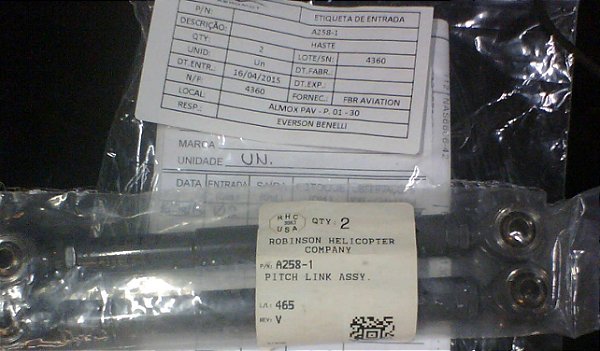 P/N: ETIQUETA DE ENTRADA
DESCRIÇÃO: A258-1
QTY: HASTE
UNID: 2 LOTE/SN: 4360
DT.ENTR.: Un DT.FABR.
N/F: 16/04/2015 DT.EXP.:
LOCAL 4360 FORNEC.: FBR AVIATION
RESP.: ALMOX PAV - P. 01 - 30
EVERSON BENELLI
MARCA
UNIDADE UN.
DATA ENTRADA SAÍDA
RHC
USA
QTY: 2
ROBINSON HELICOPTER
COMPANY
P/N: A258-1
PITCH LINK ASSY.
465
REV: V